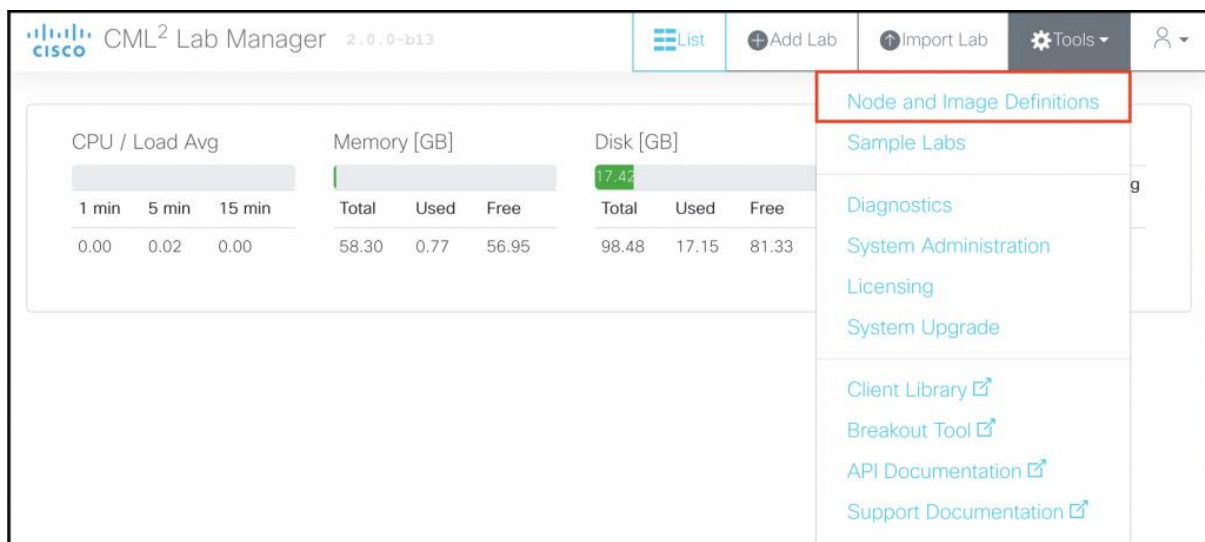 CISCO CML² Lab Manager 2.0.0-b13 List Add Lab Import Lab Tools
Node and Image Definitions
Sample Labs
Diagnostics
System Administration
Licensing
System Upgrade
Client Library
Breakout Tool
API Documentation
Support Documentation
CPU / Load Avg Memory [GB] Disk [GB]
17.42
1 min 5 min 15 min Total Used Free Total Used Free
0.00 0.02 0.00 58.30 0.77 56.95 98.48 17.15 81.33